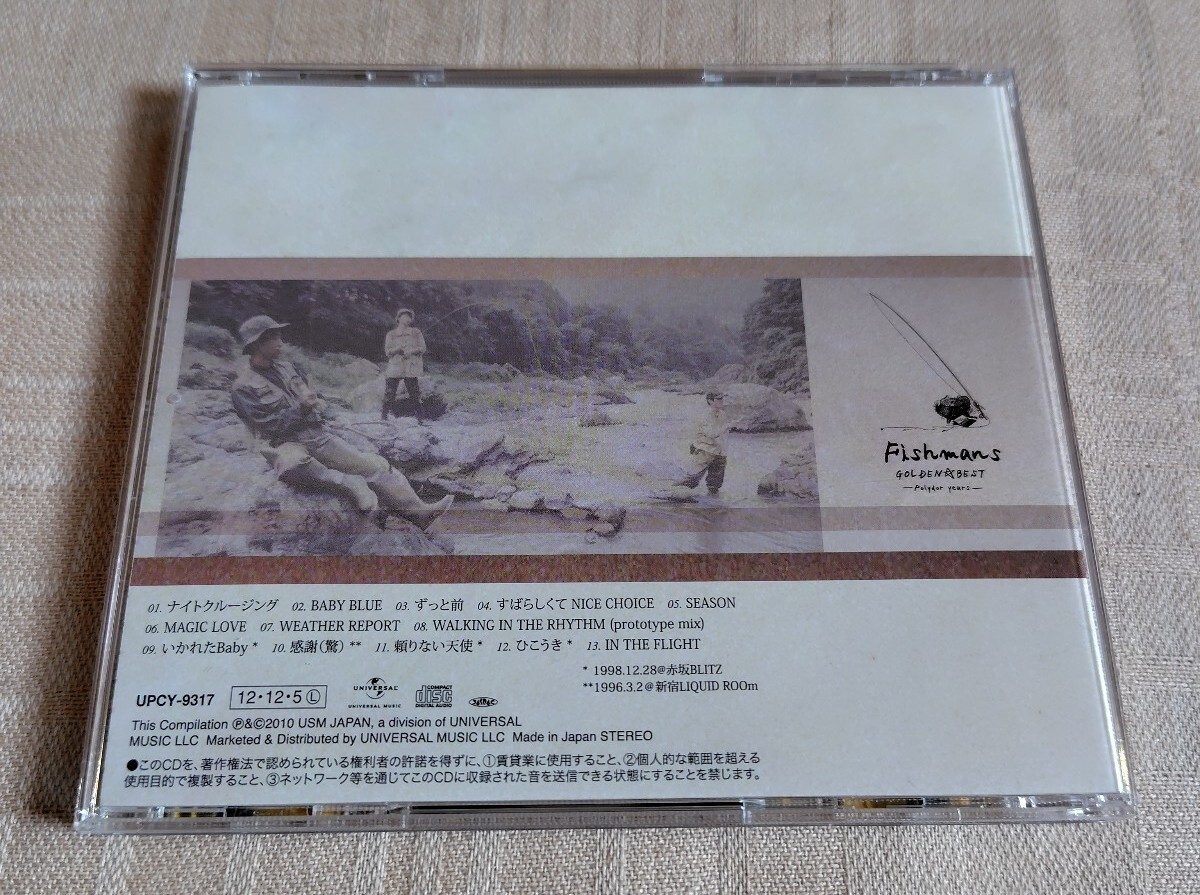 Fishmans
GOLDEN☆BEST
—Polydor years—
01. ナイトクルージング 02. BABY BLUE 03. ずっと前 04. すばらしくて NICE CHOICE 05. SEASON
06. MAGIC LOVE 07. WEATHER REPORT 08. WALKING IN THE RHYTHM (prototype mix)
09. いかれたBaby * 10. 感謝(驚) ** 11. 頼りない天使 * 12. ひこうき * 13. IN THE FLIGHT
* 1998.12.28@赤坂BLITZ
**1996.3.2@新宿LIQUID ROOm
UPCY-9317 12・12・5 Ⓛ UNIVERSAL COMPACT disc DIGITAL AUDIO JASRAC
UNIVERSAL MUSIC
This Compilation ℗&©2010 USM JAPAN, a division of UNIVERSAL
MUSIC LLC Marketed & Distributed by UNIVERSAL MUSIC LLC Made in Japan STEREO
●このCDを、著作権法で認められている権利者の許諾を得ずに、①賃貸業に使用すること、②個人的な範囲を超える
使用目的で複製すること、③ネットワーク等を通じてこのCDに収録された音を送信できる状態にすることを禁じます。